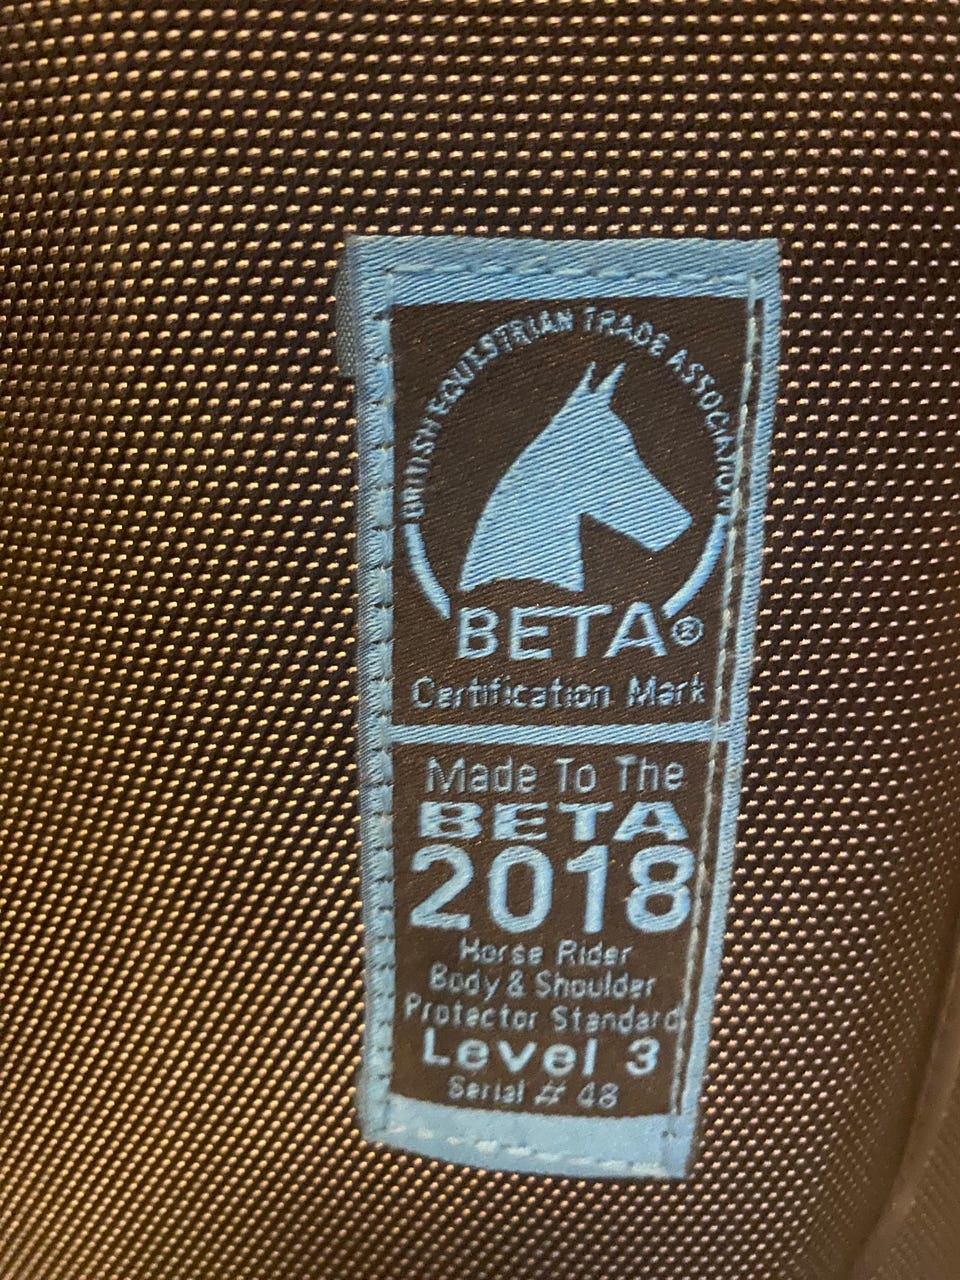 BRITISH EQUESTRIAN TRADE ASSOCIATION
BETA®
Certification Mark
Made To The
BETA
2018
Horse Rider
Body & Shoulder
Protector Standard
Level 3
Serial # 48